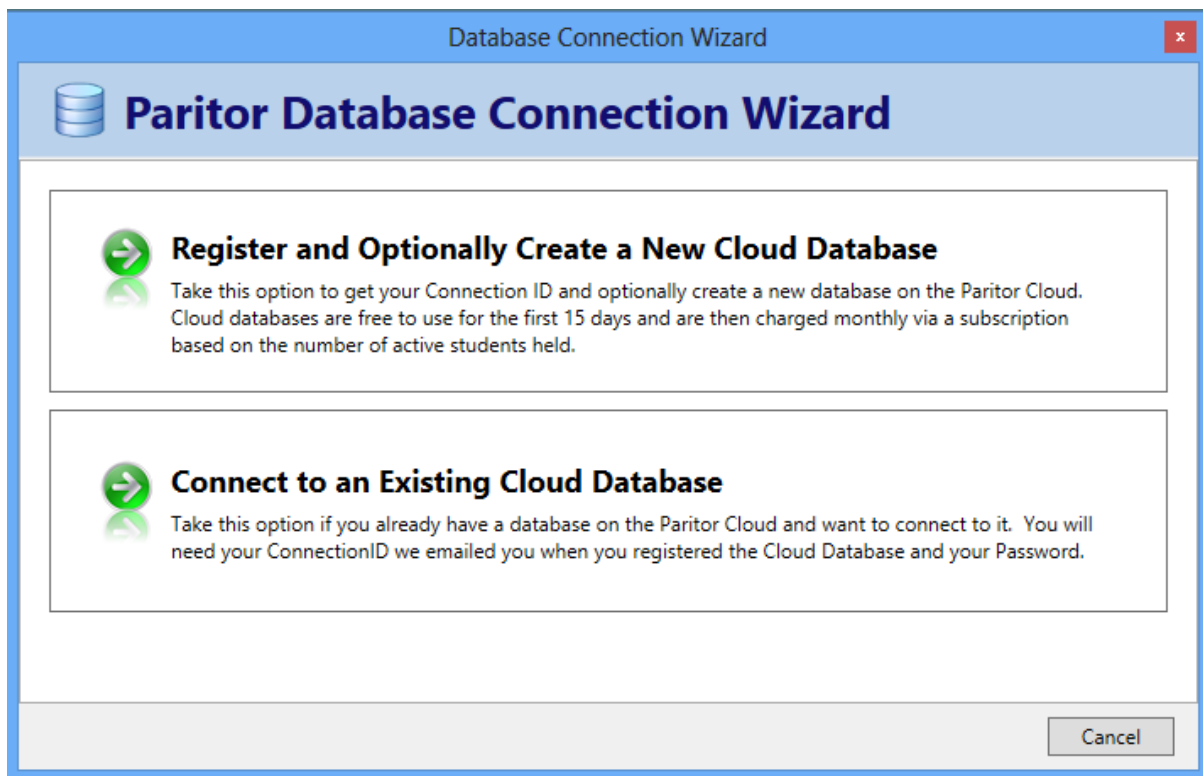 Database Connection Wizard
x
Paritor Database Connection Wizard
Register and Optionally Create a New Cloud Database
Take this option to get your Connection ID and optionally create a new database on the Paritor Cloud.
Cloud databases are free to use for the first 15 days and are then charged monthly via a subscription
based on the number of active students held.
Connect to an Existing Cloud Database
Take this option if you already have a database on the Paritor Cloud and want to connect to it.  You will
need your ConnectionID we emailed you when you registered the Cloud Database and your Password.
Cancel